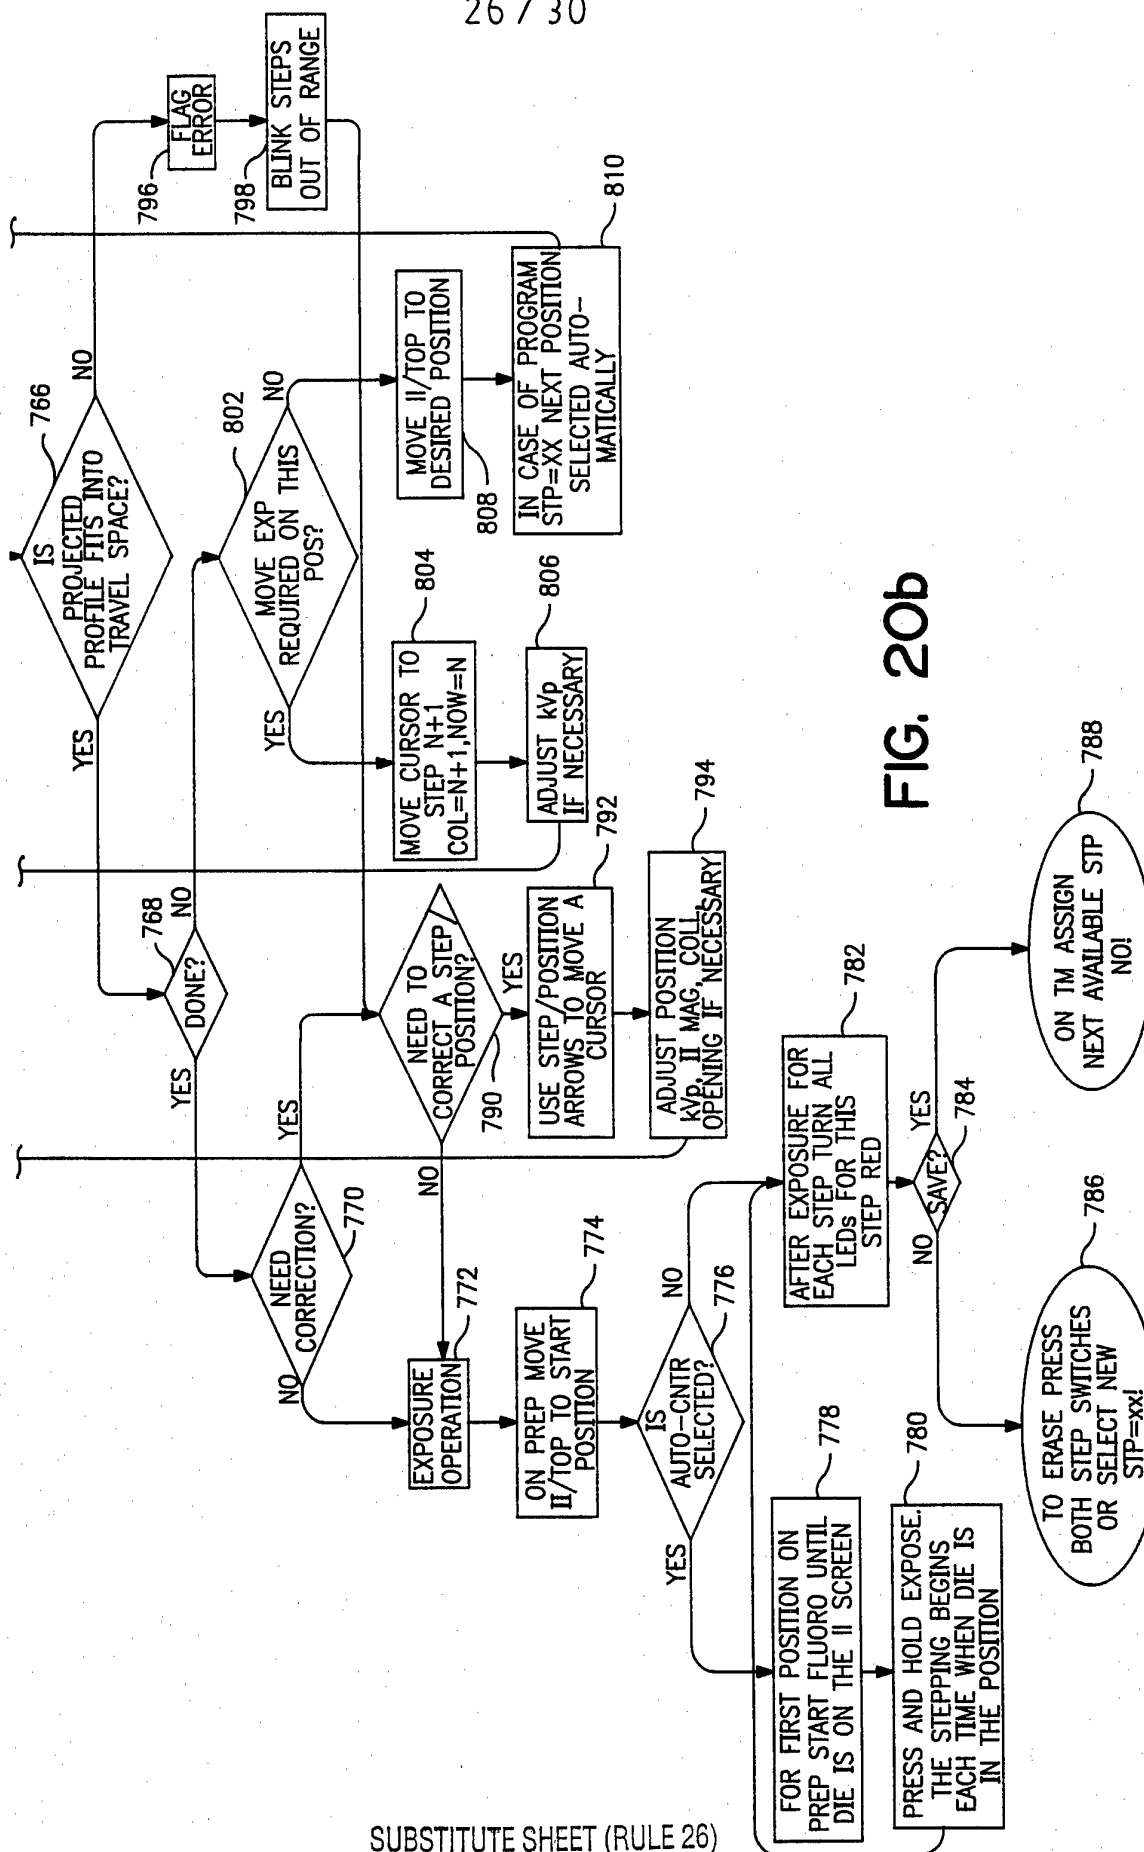 26 / 30
IS
PROJECTED
PROFILE FITS INTO
TRAVEL SPACE?
766
YES
NO
FLAG
ERROR
796
BLINK STEPS
OUT OF RANGE
798
DONE?
768
YES
NO
MOVE EXP
REQUIRED ON THIS
POS?
802
YES
NO
MOVE CURSOR TO
STEP N+1
COL=N+1,NOW=N
804
ADJUST kVp
IF NECESSARY
806
MOVE II/TOP TO
DESIRED POSITION
808
IN CASE OF PROGRAM
STP=XX NEXT POSITION
SELECTED AUTO-
MATICALLY
810
NEED
CORRECTION?
770
NO
YES
NEED TO
CORRECT A STEP/
POSITION?
790
NO
YES
USE STEP/POSITION
ARROWS TO MOVE A
CURSOR
792
ADJUST POSITION
kVp, II MAG, COLL,
OPENING IF NECESSARY
794
EXPOSURE
OPERATION
772
ON PREP MOVE
II/TOP TO START
POSITION
774
IS
AUTO-CNTR
SELECTED?
776
YES
NO
FOR FIRST POSITION ON
PREP START FLUORO UNTIL
DIE IS ON THE II SCREEN
778
PRESS AND HOLD EXPOSE.
THE STEPPING BEGINS
EACH TIME WHEN DIE IS
IN THE POSITION
780
AFTER EXPOSURE FOR
EACH STEP TURN ALL
LEDs FOR THIS
STEP RED
782
SAVE?
784
NO
YES
TO ERASE PRESS
BOTH STEP SWITCHES
OR SELECT NEW
STP=xx!
786
ON TM ASSIGN
NEXT AVAILABLE STP
NO!
788
FIG. 20b
SUBSTITUTE SHEET (RULE 26)